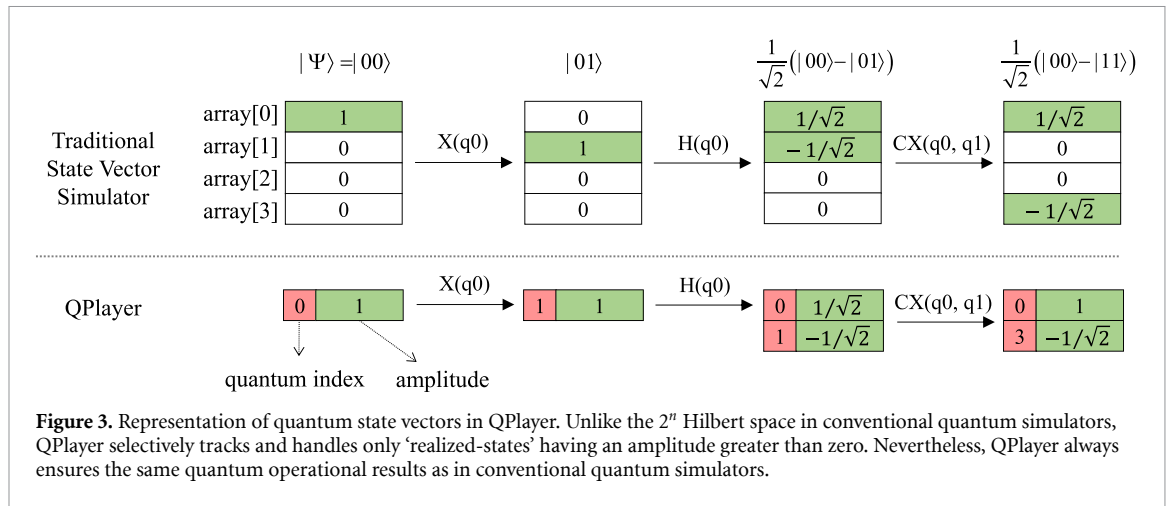 |Ψ⟩=|00⟩ |01⟩ 1/√2(|00⟩−|01⟩) 1/√2(|00⟩−|11⟩)
Traditional
State Vector
Simulator
array[0] 1 0 1/√2 1/√2
array[1] 0 1 −1/√2 0
array[2] 0 0 0 0
array[3] 0 0 0 −1/√2
X(q0) H(q0) CX(q0, q1)
QPlayer
X(q0) H(q0) CX(q0, q1)
0 1 1 1 0 1/√2 0 1
1 −1/√2 3 −1/√2
quantum index amplitude
Figure 3. Representation of quantum state vectors in QPlayer. Unlike the 2ⁿ Hilbert space in conventional quantum simulators,
QPlayer selectively tracks and handles only ‘realized-states’ having an amplitude greater than zero. Nevertheless, QPlayer always
ensures the same quantum operational results as in conventional quantum simulators.